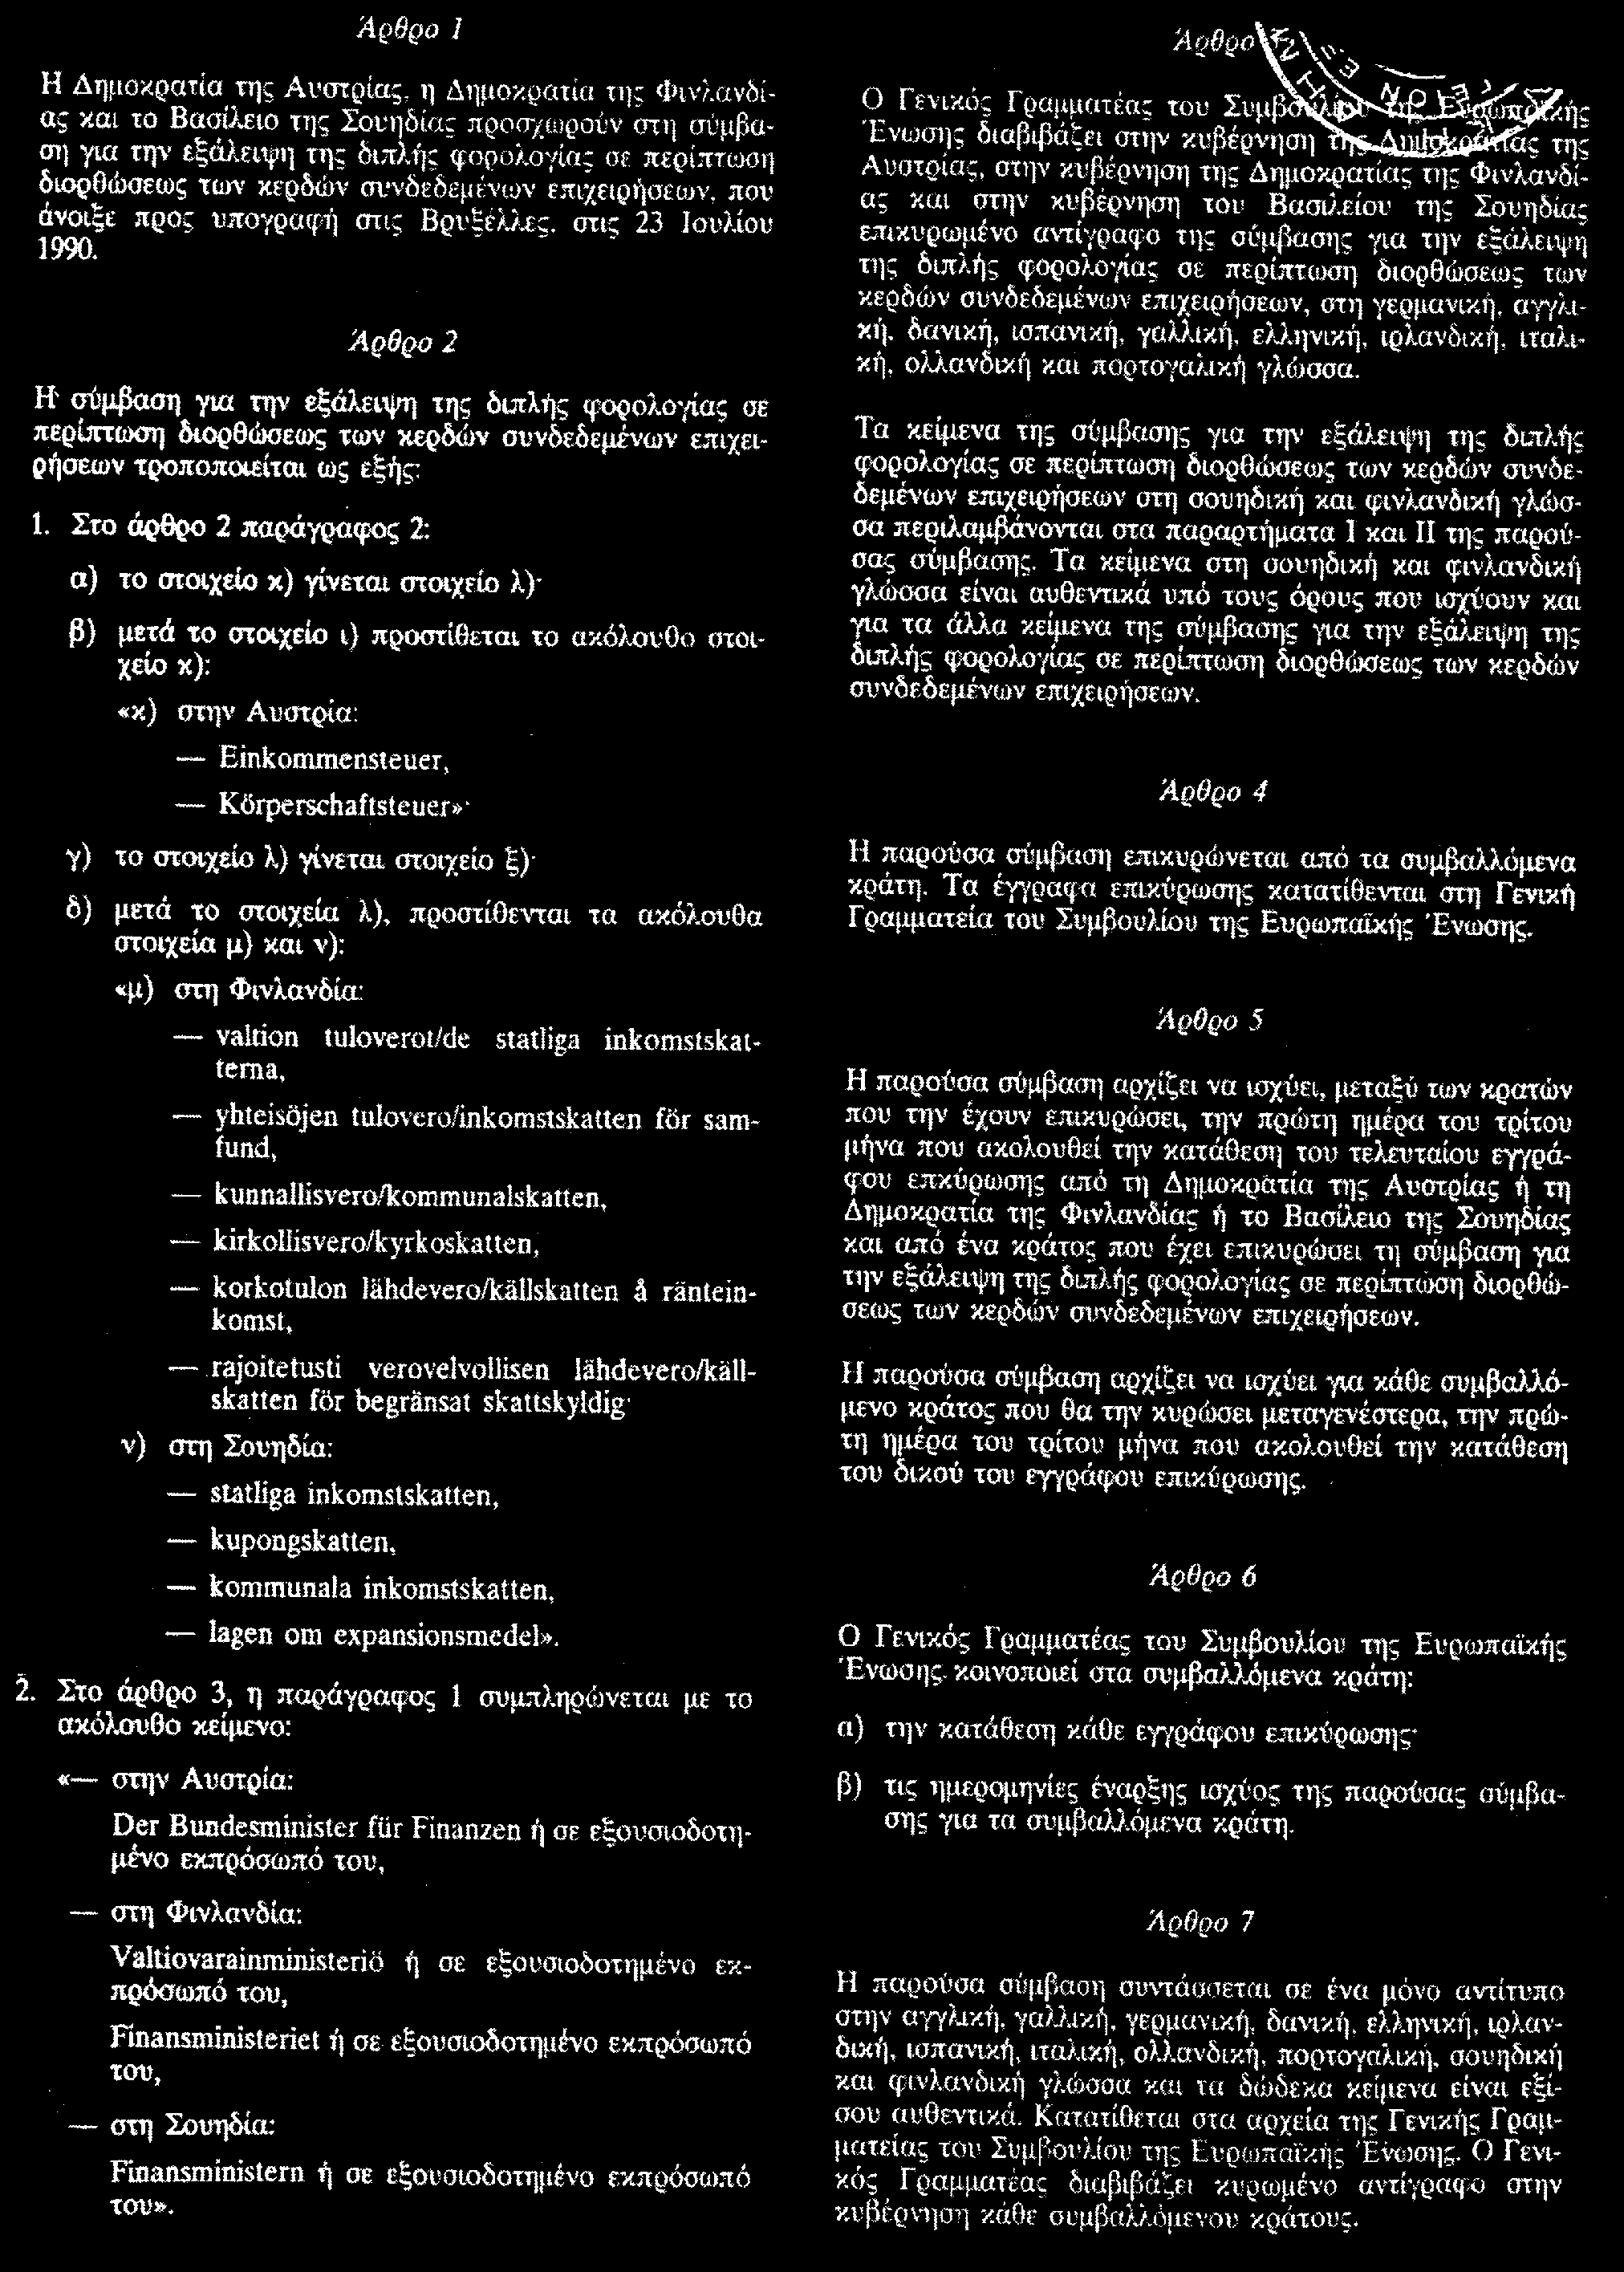 Άρθρο 1
Η Δημοκρατία της Αυστρίας, η Δημοκρατία της Φινλανδί-
ας και το Βασίλειο της Σουηδίας προσχωρούν στη σύμβα-
ση για την εξάλειψη της διπλής φορολογίας σε περίπτωση
διορθώσεως των κερδών συνδεδεμένων επιχειρήσεων, που
άνοιξε προς υπογραφή στις Βρυξέλλες, στις 23 Ιουλίου
1990.
Άρθρο 2
Η σύμβαση για την εξάλειψη της διπλής φορολογίας σε
περίπτωση διορθώσεως των κερδών συνδεδεμένων επιχει-
ρήσεων τροποποιείται ως εξής:
1. Στο άρθρο 2 παράγραφος 2:
α) το στοιχείο κ) γίνεται στοιχείο λ)·
β) μετά το στοιχείο ι) προστίθεται το ακόλουθο στοι-
χείο κ):
«κ) στην Αυστρία:
— Einkommensteuer,
— Körperschaftsteuer»·
γ) το στοιχείο λ) γίνεται στοιχείο ξ)·
δ) μετά το στοιχεία λ), προστίθενται τα ακόλουθα
στοιχεία μ) και ν):
«μ) στη Φινλανδία:
— valtion tuloverot/de statliga inkomstskat-
terna,
— yhteisöjen tulovero/inkomstskatten för sam-
fund,
— kunnallisvero/kommunalskatten,
— kirkollisvero/kyrkoskatten,
— korkotulon lähdevero/källskatten å räntein-
komst,
— rajoitetusti verovelvollisen lähdevero/käll-
skatten för begränsat skattskyldig·
ν) στη Σουηδία:
— statliga inkomstskatten,
— kupongskatten,
— kommunala inkomstskatten,
— lagen om expansionsmedel».
2. Στο άρθρο 3, η παράγραφος 1 συμπληρώνεται με το
ακόλουθο κείμενο:
«— στην Αυστρία:
Der Bundesminister für Finanzen ή σε εξουσιοδοτη-
μένο εκπρόσωπό του,
— στη Φινλανδία:
Valtiovarainministeriö ή σε εξουσιοδοτημένο εκ-
πρόσωπό του,
Finansministeriet ή σε εξουσιοδοτημένο εκπρόσωπό
του,
— στη Σουηδία:
Finansministern ή σε εξουσιοδοτημένο εκπρόσωπό
του».
Άρθρο
Ο Γενικός Γραμματέας του Συμβουλίου της Ευρωπαϊκής
Ένωσης διαβιβάζει στην κυβέρνηση της Δημοκρατίας της
Αυστρίας, στην κυβέρνηση της Δημοκρατίας της Φινλανδί-
ας και στην κυβέρνηση του Βασιλείου της Σουηδίας
επικυρωμένο αντίγραφο της σύμβασης για την εξάλειψη
της διπλής φορολογίας σε περίπτωση διορθώσεως των
κερδών συνδεδεμένων επιχειρήσεων, στη γερμανική, αγγλι-
κή, δανική, ισπανική, γαλλική, ελληνική, ιρλανδική, ιταλι-
κή, ολλανδική και πορτογαλική γλώσσα.
Τα κείμενα της σύμβασης για την εξάλειψη της διπλής
φορολογίας σε περίπτωση διορθώσεως των κερδών συνδε-
δεμένων επιχειρήσεων στη σουηδική και φινλανδική γλώσ-
σα περιλαμβάνονται στα παραρτήματα Ι και ΙΙ της παρού-
σας σύμβασης. Τα κείμενα στη σουηδική και φινλανδική
γλώσσα είναι αυθεντικά υπό τους όρους που ισχύουν και
για τα άλλα κείμενα της σύμβασης για την εξάλειψη της
διπλής φορολογίας σε περίπτωση διορθώσεως των κερδών
συνδεδεμένων επιχειρήσεων.
Άρθρο 4
Η παρούσα σύμβαση επικυρώνεται από τα συμβαλλόμενα
κράτη. Τα έγγραφα επικύρωσης κατατίθενται στη Γενική
Γραμματεία του Συμβουλίου της Ευρωπαϊκής Ένωσης.
Άρθρο 5
Η παρούσα σύμβαση αρχίζει να ισχύει, μεταξύ των κρατών
που την έχουν επικυρώσει, την πρώτη ημέρα του τρίτου
μήνα που ακολουθεί την κατάθεση του τελευταίου εγγρά-
φου επκύρωσης από τη Δημοκρατία της Αυστρίας ή τη
Δημοκρατία της Φινλανδίας ή το Βασίλειο της Σουηδίας
και από ένα κράτος που έχει επικυρώσει τη σύμβαση για
την εξάλειψη της διπλής φορολογίας σε περίπτωση διορθώ-
σεως των κερδών συνδεδεμένων επιχειρήσεων.
Η παρούσα σύμβαση αρχίζει να ισχύει για κάθε συμβαλλό-
μενο κράτος που θα την κυρώσει μεταγενέστερα, την πρώ-
τη ημέρα του τρίτου μήνα που ακολουθεί την κατάθεση
του δικού του εγγράφου επικύρωσης.
Άρθρο 6
Ο Γενικός Γραμματέας του Συμβουλίου της Ευρωπαϊκής
Ένωσης κοινοποιεί στα συμβαλλόμενα κράτη:
α) την κατάθεση κάθε εγγράφου επικύρωσης·
β) τις ημερομηνίες έναρξης ισχύος της παρούσας σύμβα-
σης για τα συμβαλλόμενα κράτη.
Άρθρο 7
Η παρούσα σύμβαση συντάσσεται σε ένα μόνο αντίτυπο
στην αγγλική, γαλλική, γερμανική, δανική, ελληνική, ιρλαν-
δική, ισπανική, ιταλική, ολλανδική, πορτογαλική, σουηδική
και φινλανδική γλώσσα και τα δώδεκα κείμενα είναι εξί-
σου αυθεντικά. Κατατίθεται στα αρχεία της Γενικής Γραμ-
ματείας του Συμβουλίου της Ευρωπαϊκής Ένωσης. Ο Γενι-
κός Γραμματέας διαβιβάζει κυρωμένο αντίγραφο στην
κυβέρνηση κάθε συμβαλλόμενου κράτους.